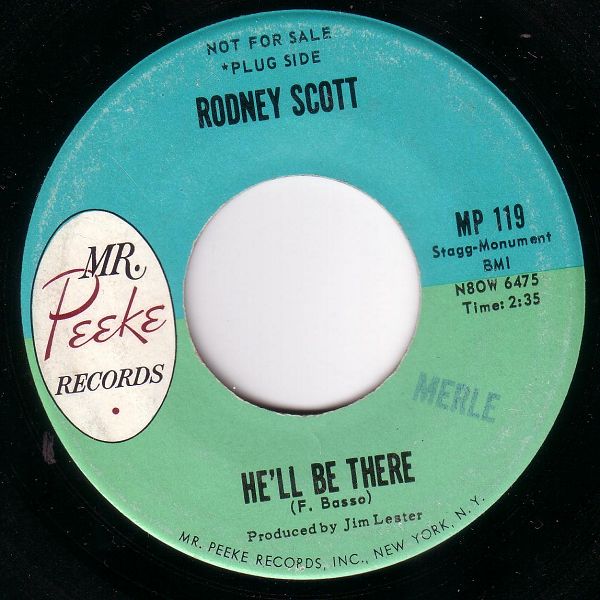 NOT FOR SALE
*PLUG SIDE
RODNEY SCOTT
MP 119
Stagg-Monument
BMI
N8OW 6475
Time: 2:35
MR.
Peeke
RECORDS
MERLE
HE'LL BE THERE
(F. Basso)
Produced by Jim Lester
MR. PEEKE RECORDS, INC., NEW YORK, N. Y.